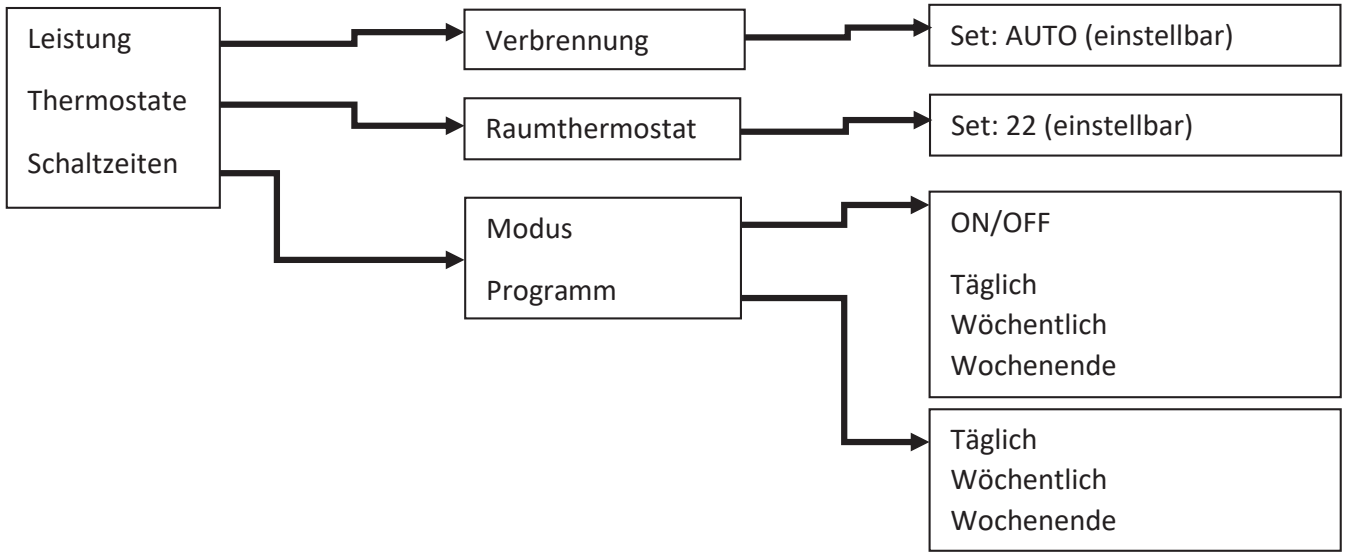 Leistung
Thermostate
Schaltzeiten
Verbrennung
Raumthermostat
Modus
Programm
Set: AUTO (einstellbar)
Set: 22 (einstellbar)
ON/OFF
Täglich
Wöchentlich
Wochenende
Täglich
Wöchentlich
Wochenende